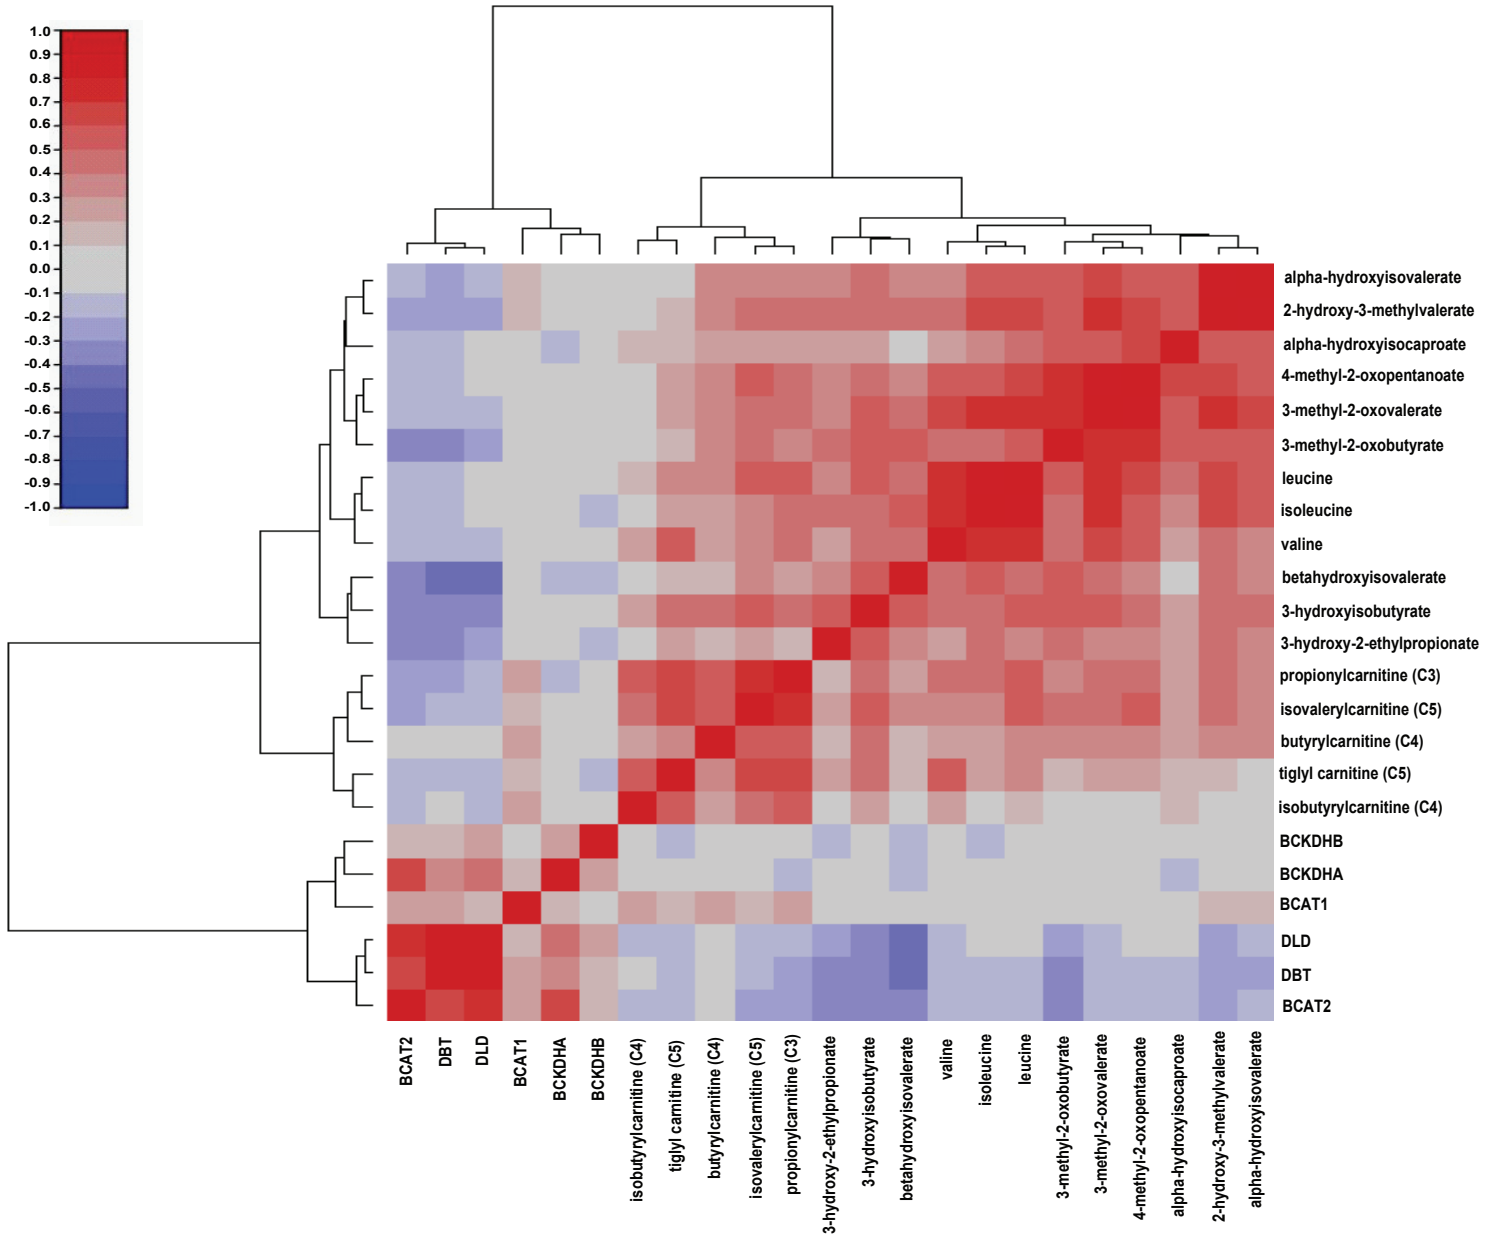 1.0
0.9
0.8
0.7
0.6
0.5
0.4
0.3
0.2
0.1
0.0
-0.1
-0.2
-0.3
-0.4
-0.5
-0.6
-0.7
-0.8
-0.9
-1.0
alpha-hydroxyisovalerate
2-hydroxy-3-methylvalerate
alpha-hydroxyisocaproate
4-methyl-2-oxopentanoate
3-methyl-2-oxovalerate
3-methyl-2-oxobutyrate
leucine
isoleucine
valine
betahydroxyisovalerate
3-hydroxyisobutyrate
3-hydroxy-2-ethylpropionate
propionylcarnitine (C3)
isovalerylcarnitine (C5)
butyrylcarnitine (C4)
tiglyl carnitine (C5)
isobutyrylcarnitine (C4)
BCKDHB
BCKDHA
BCAT1
DLD
DBT
BCAT2
BCAT2
DBT
DLD
BCAT1
BCKDHA
BCKDHB
isobutyrylcarnitine (C4)
tiglyl carnitine (C5)
butyrylcarnitine (C4)
isovalerylcarnitine (C5)
propionylcarnitine (C3)
3-hydroxy-2-ethylpropionate
3-hydroxyisobutyrate
betahydroxyisovalerate
valine
isoleucine
leucine
3-methyl-2-oxobutyrate
3-methyl-2-oxovalerate
4-methyl-2-oxopentanoate
alpha-hydroxyisocaproate
2-hydroxy-3-methylvalerate
alpha-hydroxyisovalerate